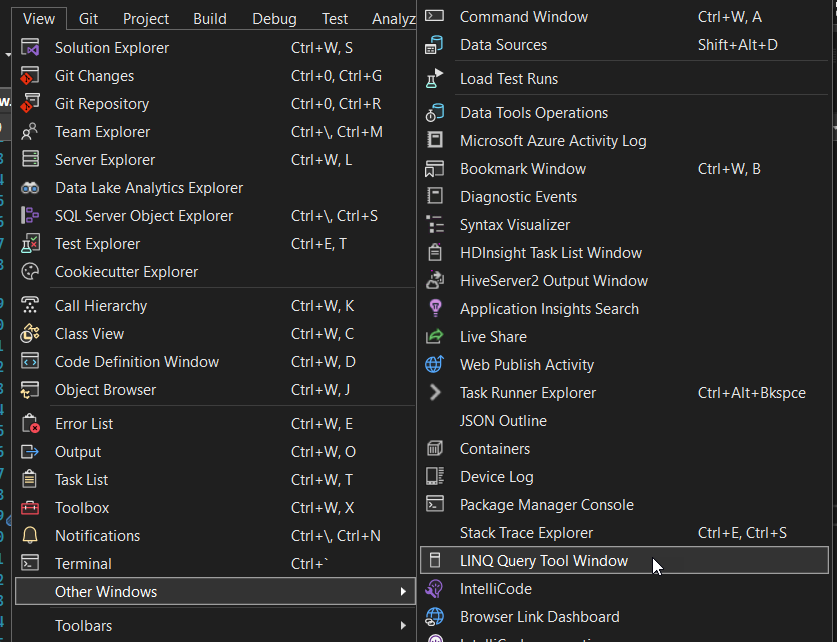 View Git Project Build Debug Test Analyz
Solution Explorer Ctrl+W, S
Git Changes Ctrl+0, Ctrl+G
Git Repository Ctrl+0, Ctrl+R
Team Explorer Ctrl+\, Ctrl+M
Server Explorer Ctrl+W, L
Data Lake Analytics Explorer
SQL Server Object Explorer Ctrl+\, Ctrl+S
Test Explorer Ctrl+E, T
Cookiecutter Explorer
Call Hierarchy Ctrl+W, K
Class View Ctrl+W, C
Code Definition Window Ctrl+W, D
Object Browser Ctrl+W, J
Error List Ctrl+W, E
Output Ctrl+W, O
Task List Ctrl+W, T
Toolbox Ctrl+W, X
Notifications Ctrl+\, Ctrl+N
Terminal Ctrl+`
Other Windows
Toolbars
Command Window Ctrl+W, A
Data Sources Shift+Alt+D
Load Test Runs
Data Tools Operations
Microsoft Azure Activity Log
Bookmark Window Ctrl+W, B
Diagnostic Events
Syntax Visualizer
HDInsight Task List Window
HiveServer2 Output Window
Application Insights Search
Live Share
Web Publish Activity
Task Runner Explorer Ctrl+Alt+Bkspce
JSON Outline
Containers
Device Log
Package Manager Console
Stack Trace Explorer Ctrl+E, Ctrl+S
LINQ Query Tool Window
IntelliCode
Browser Link Dashboard